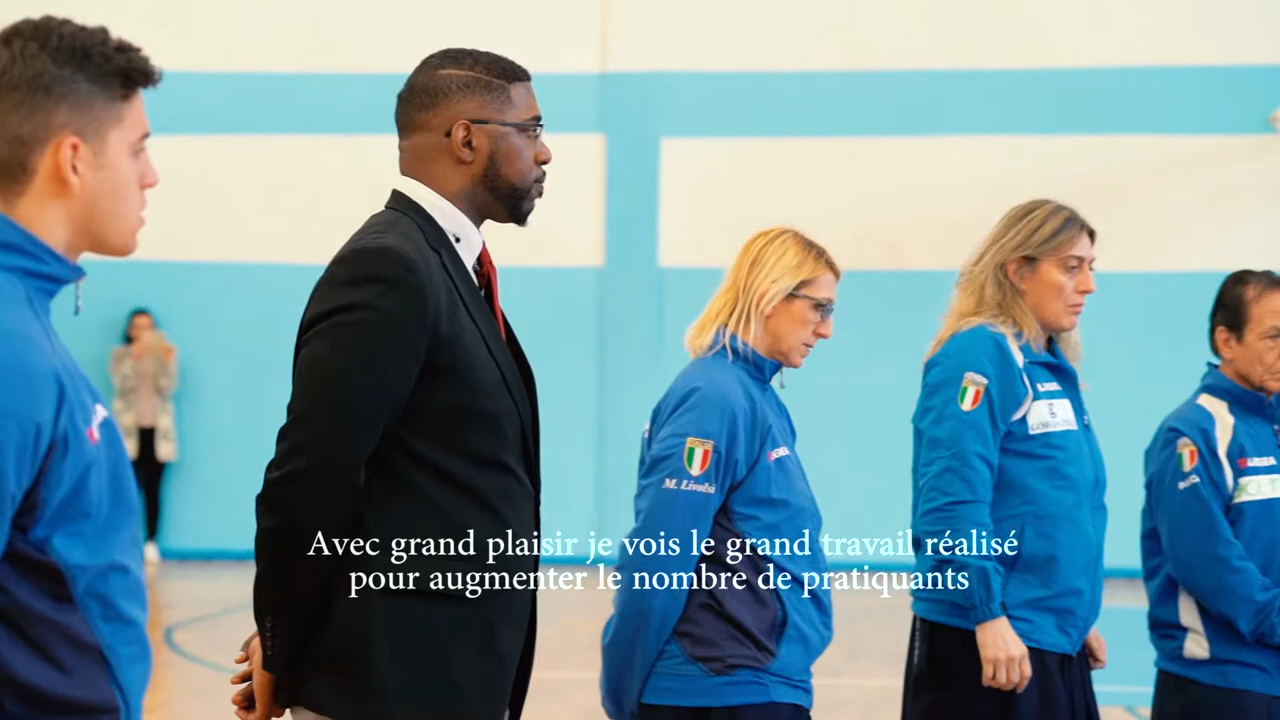 Avec grand plaisir je vois le grand travail réalisé
pour augmenter le nombre de pratiquants
M. Livolsi